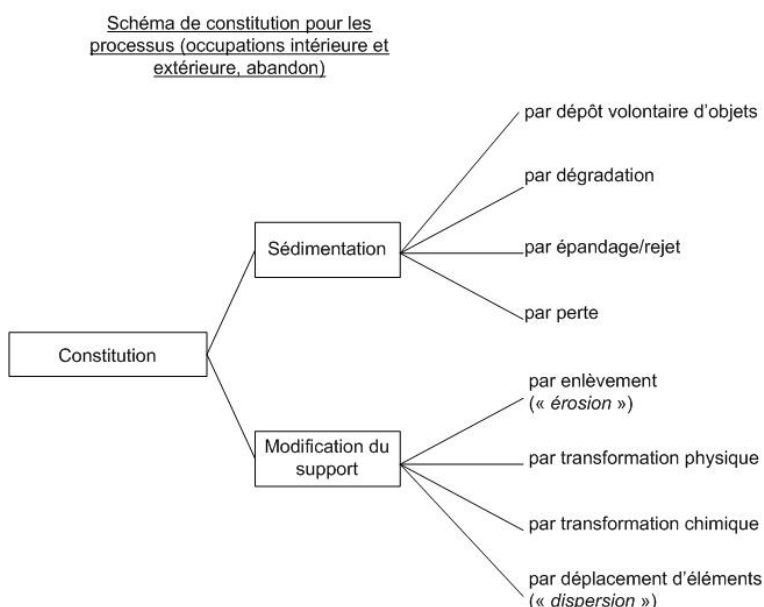 Schéma de constitution pour les
processus (occupations intérieure et
extérieure, abandon)
par dépôt volontaire d'objets
par dégradation
Sédimentation
par épandage/rejet
par perte
Constitution
par enlèvement
(« érosion »)
Modification du
support
par transformation physique
par transformation chimique
par déplacement d'éléments
(« dispersion »)